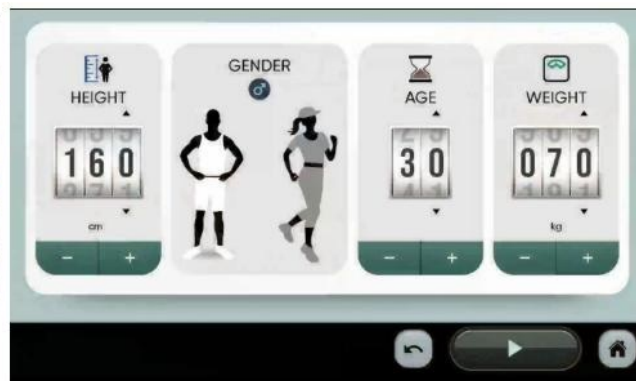 HEIGHT
160
cm
- +
GENDER
AGE
30
- +
WEIGHT
070
kg
- +